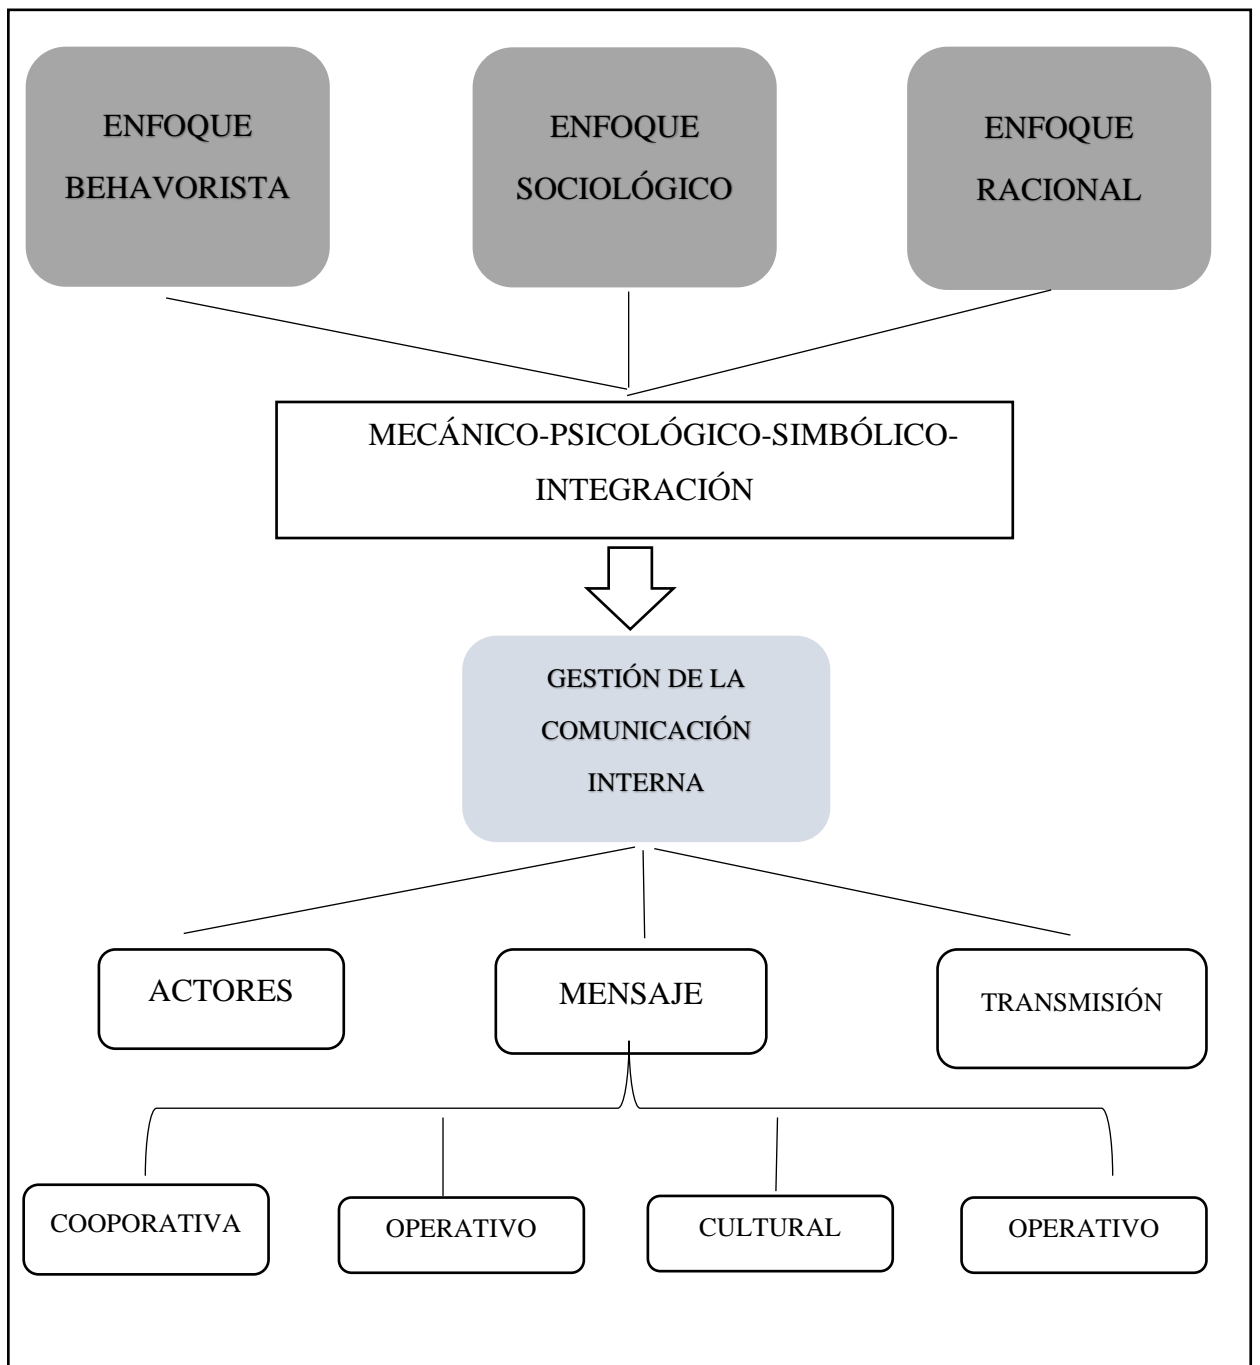 ENFOQUE
BEHAVORISTA
ENFOQUE
SOCIOLÓGICO
ENFOQUE
RACIONAL
MECÁNICO-PSICOLÓGICO-SIMBÓLICO-
INTEGRACIÓN
GESTIÓN DE LA
COMUNICACIÓN
INTERNA
ACTORES
MENSAJE
TRANSMISIÓN
COOPORATIVA
OPERATIVO
CULTURAL
OPERATIVO